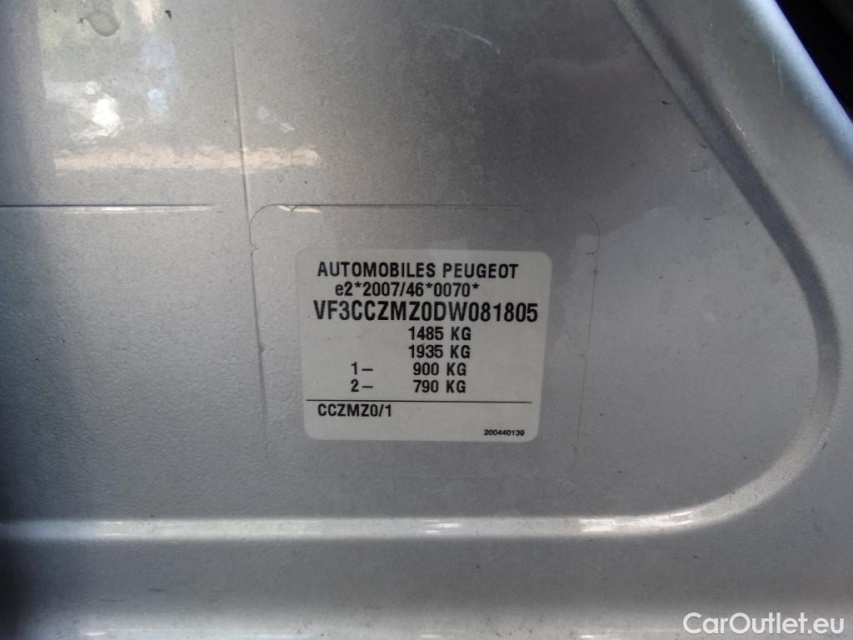 AUTOMOBILES PEUGEOT
e2*2007/46*0070*
VF3CCZMZ0DW081805
1485 KG
1935 KG
1– 900 KG
2– 790 KG
CCZMZ0/1
200440139
CarOutlet.eu